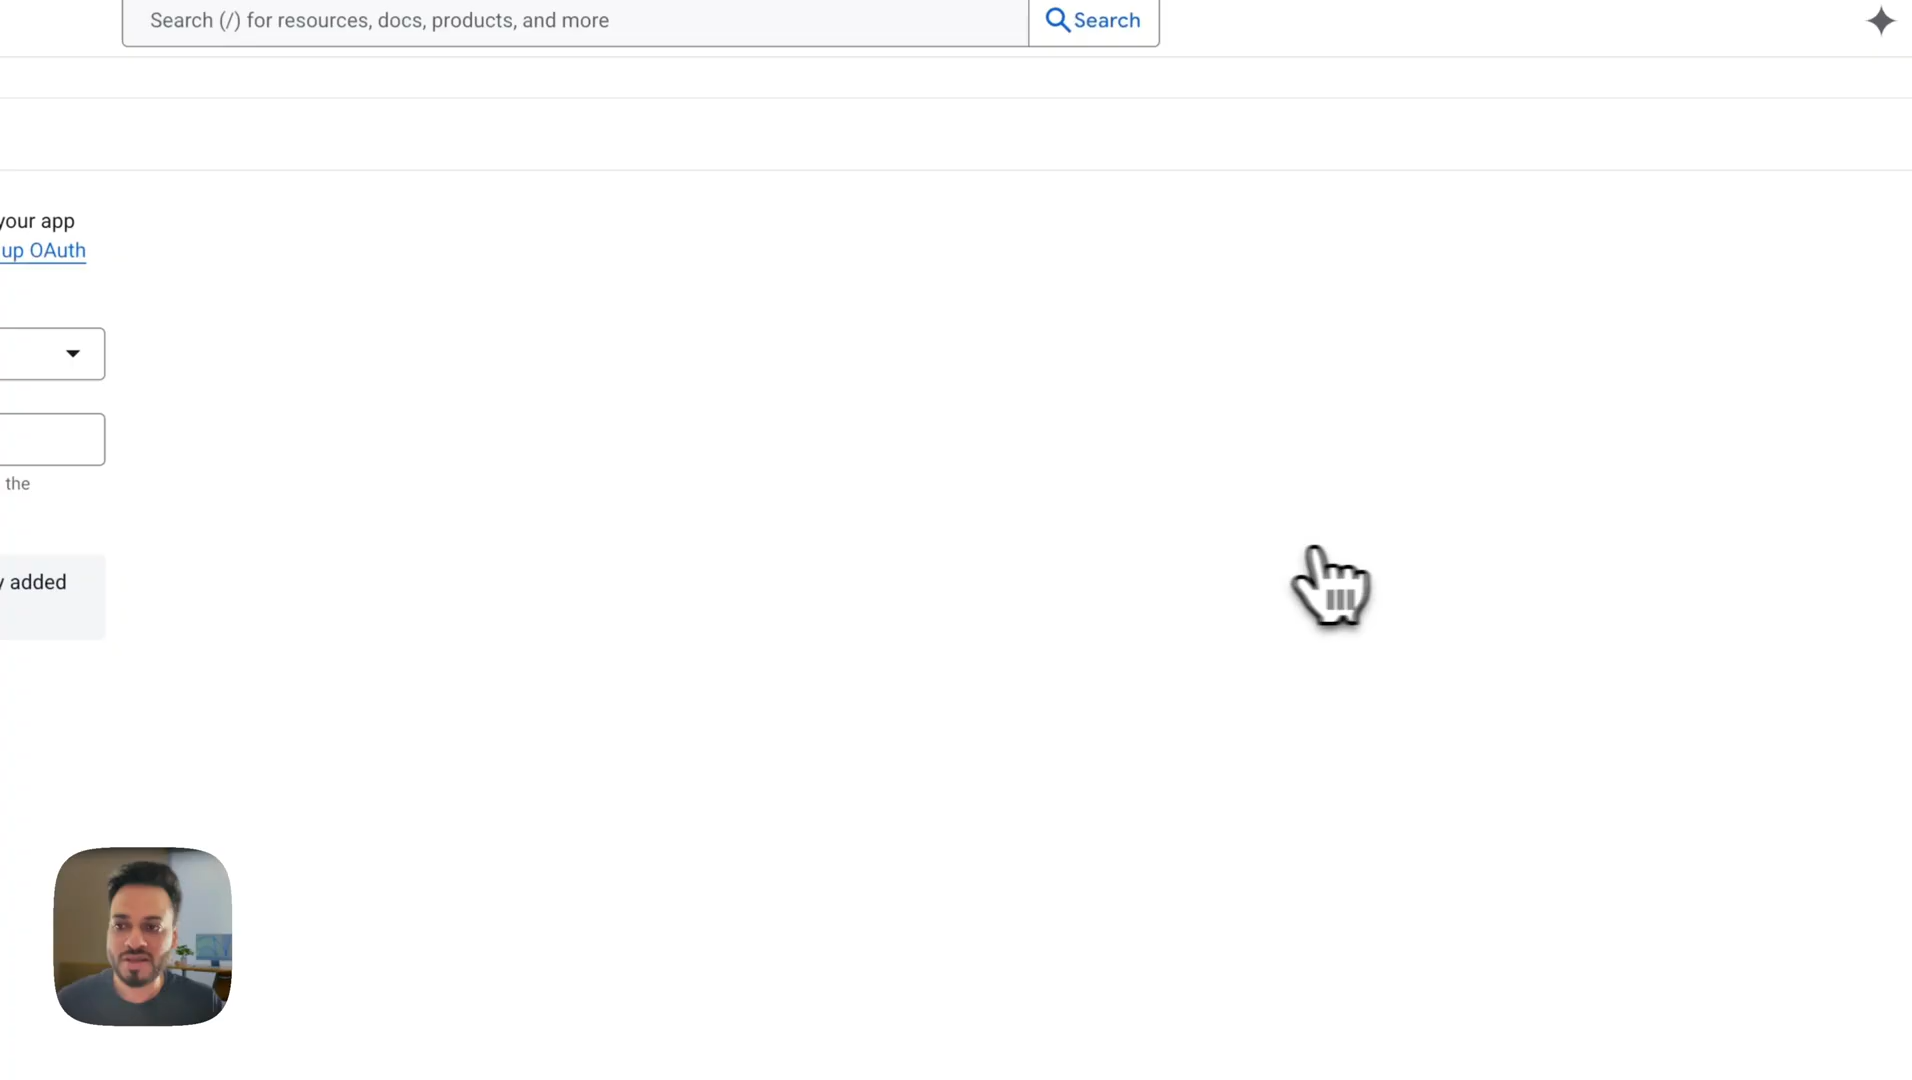 Search (/) for resources, docs, products, and more
Search
your app
up OAuth
the
y added